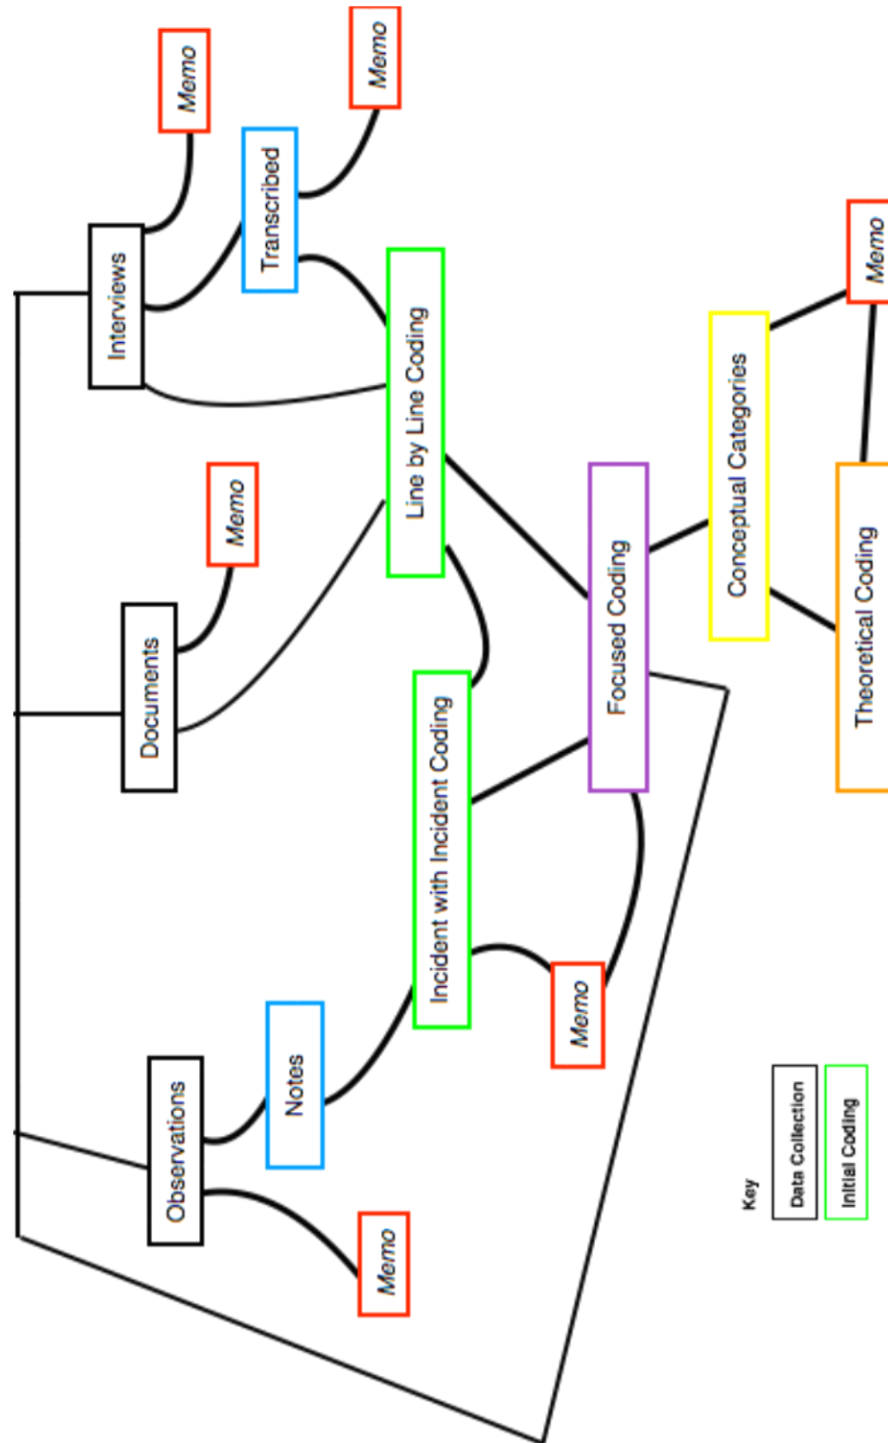 Observations
Documents
Interviews
Memo
Memo
Notes
Transcribed
Memo
Memo
Line by Line Coding
Incident with Incident Coding
Memo
Focused Coding
Conceptual Categories
Key
Data Collection
Initial Coding
Theoretical Coding
Memo